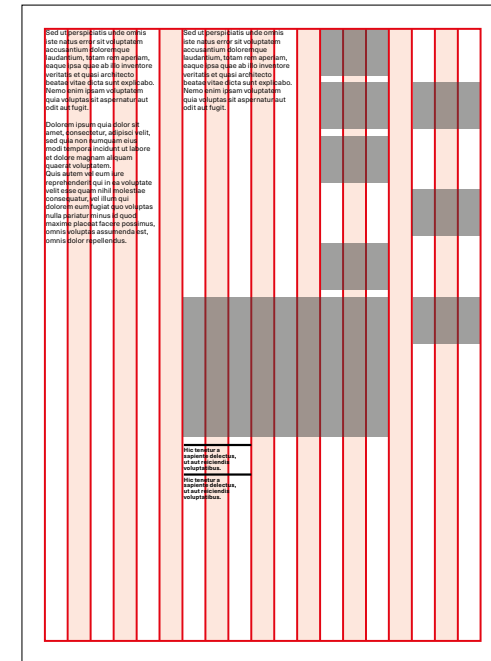 Sed ut perspiciatis unde omnis
iste natus error sit voluptatem
accusantium doloremque
laudantium, totam rem aperiam,
eaque ipsa quae ab illo inventore
veritatis et quasi architecto
beatae vitae dicta sunt explicabo.
Nemo enim ipsam voluptatem
quia voluptas sit aspernatur aut
odit aut fugit.
Dolorem ipsum quia dolor sit
amet, consectetur, adipisci velit,
sed quia non numquam eius
modi tempora incidunt ut labore
et dolore magnam aliquam
quaerat voluptatem.
Quis autem vel eum iure
reprehenderit qui in ea voluptate
velit esse quam nihil molestiae
consequatur, vel illum qui
dolorem eum fugiat quo voluptas
nulla pariatur minus id quod
maxime placeat facere possimus,
omnis voluptas assumenda est,
omnis dolor repellendus.
Sed ut perspiciatis unde omnis
iste natus error sit voluptatem
accusantium doloremque
laudantium, totam rem aperiam,
eaque ipsa quae ab illo inventore
veritatis et quasi architecto
beatae vitae dicta sunt explicabo.
Nemo enim ipsam voluptatem
quia voluptas sit aspernatur aut
odit aut fugit.
Hic tenetur a
sapiente delectus,
ut aut reiciendis
voluptatibus.
Hic tenetur a
sapiente delectus,
ut aut reiciendis
voluptatibus.